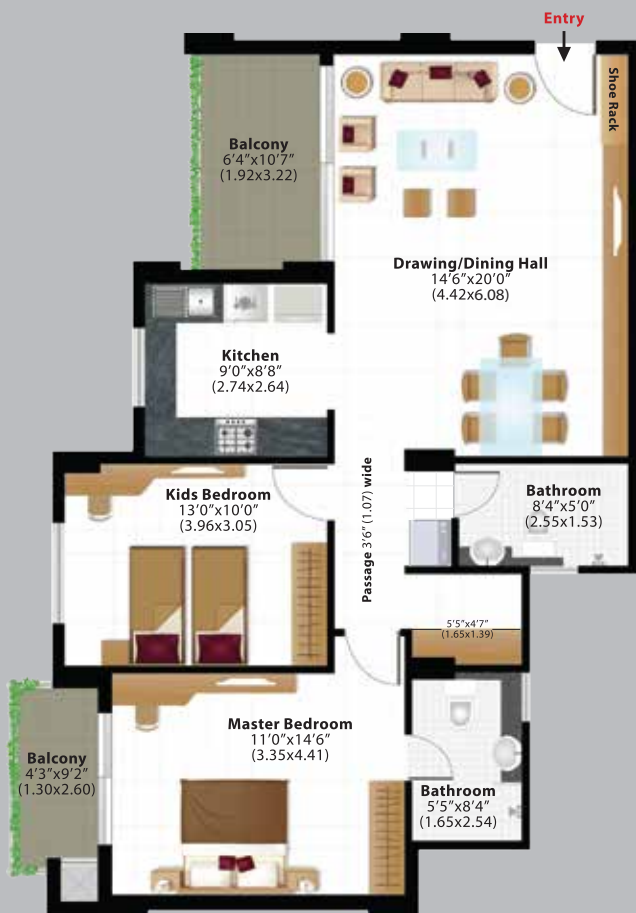 Entry
Shoe Rack
Balcony
6’4”x10’7”
(1.92x3.22)
Drawing/Dining Hall
14’6”x20’0”
(4.42x6.08)
Kitchen
9’0”x8’8”
(2.74x2.64)
Passage 3’6” (1.07) wide
Kids Bedroom
13’0”x10’0”
(3.96x3.05)
Bathroom
8’4”x5’0”
(2.55x1.53)
5’5”x4’7”
(1.65x1.39)
Master Bedroom
11’0”x14’6”
(3.35x4.41)
Balcony
4’3”x9’2”
(1.30x2.60)
Bathroom
5’5”x8’4”
(1.65x2.54)